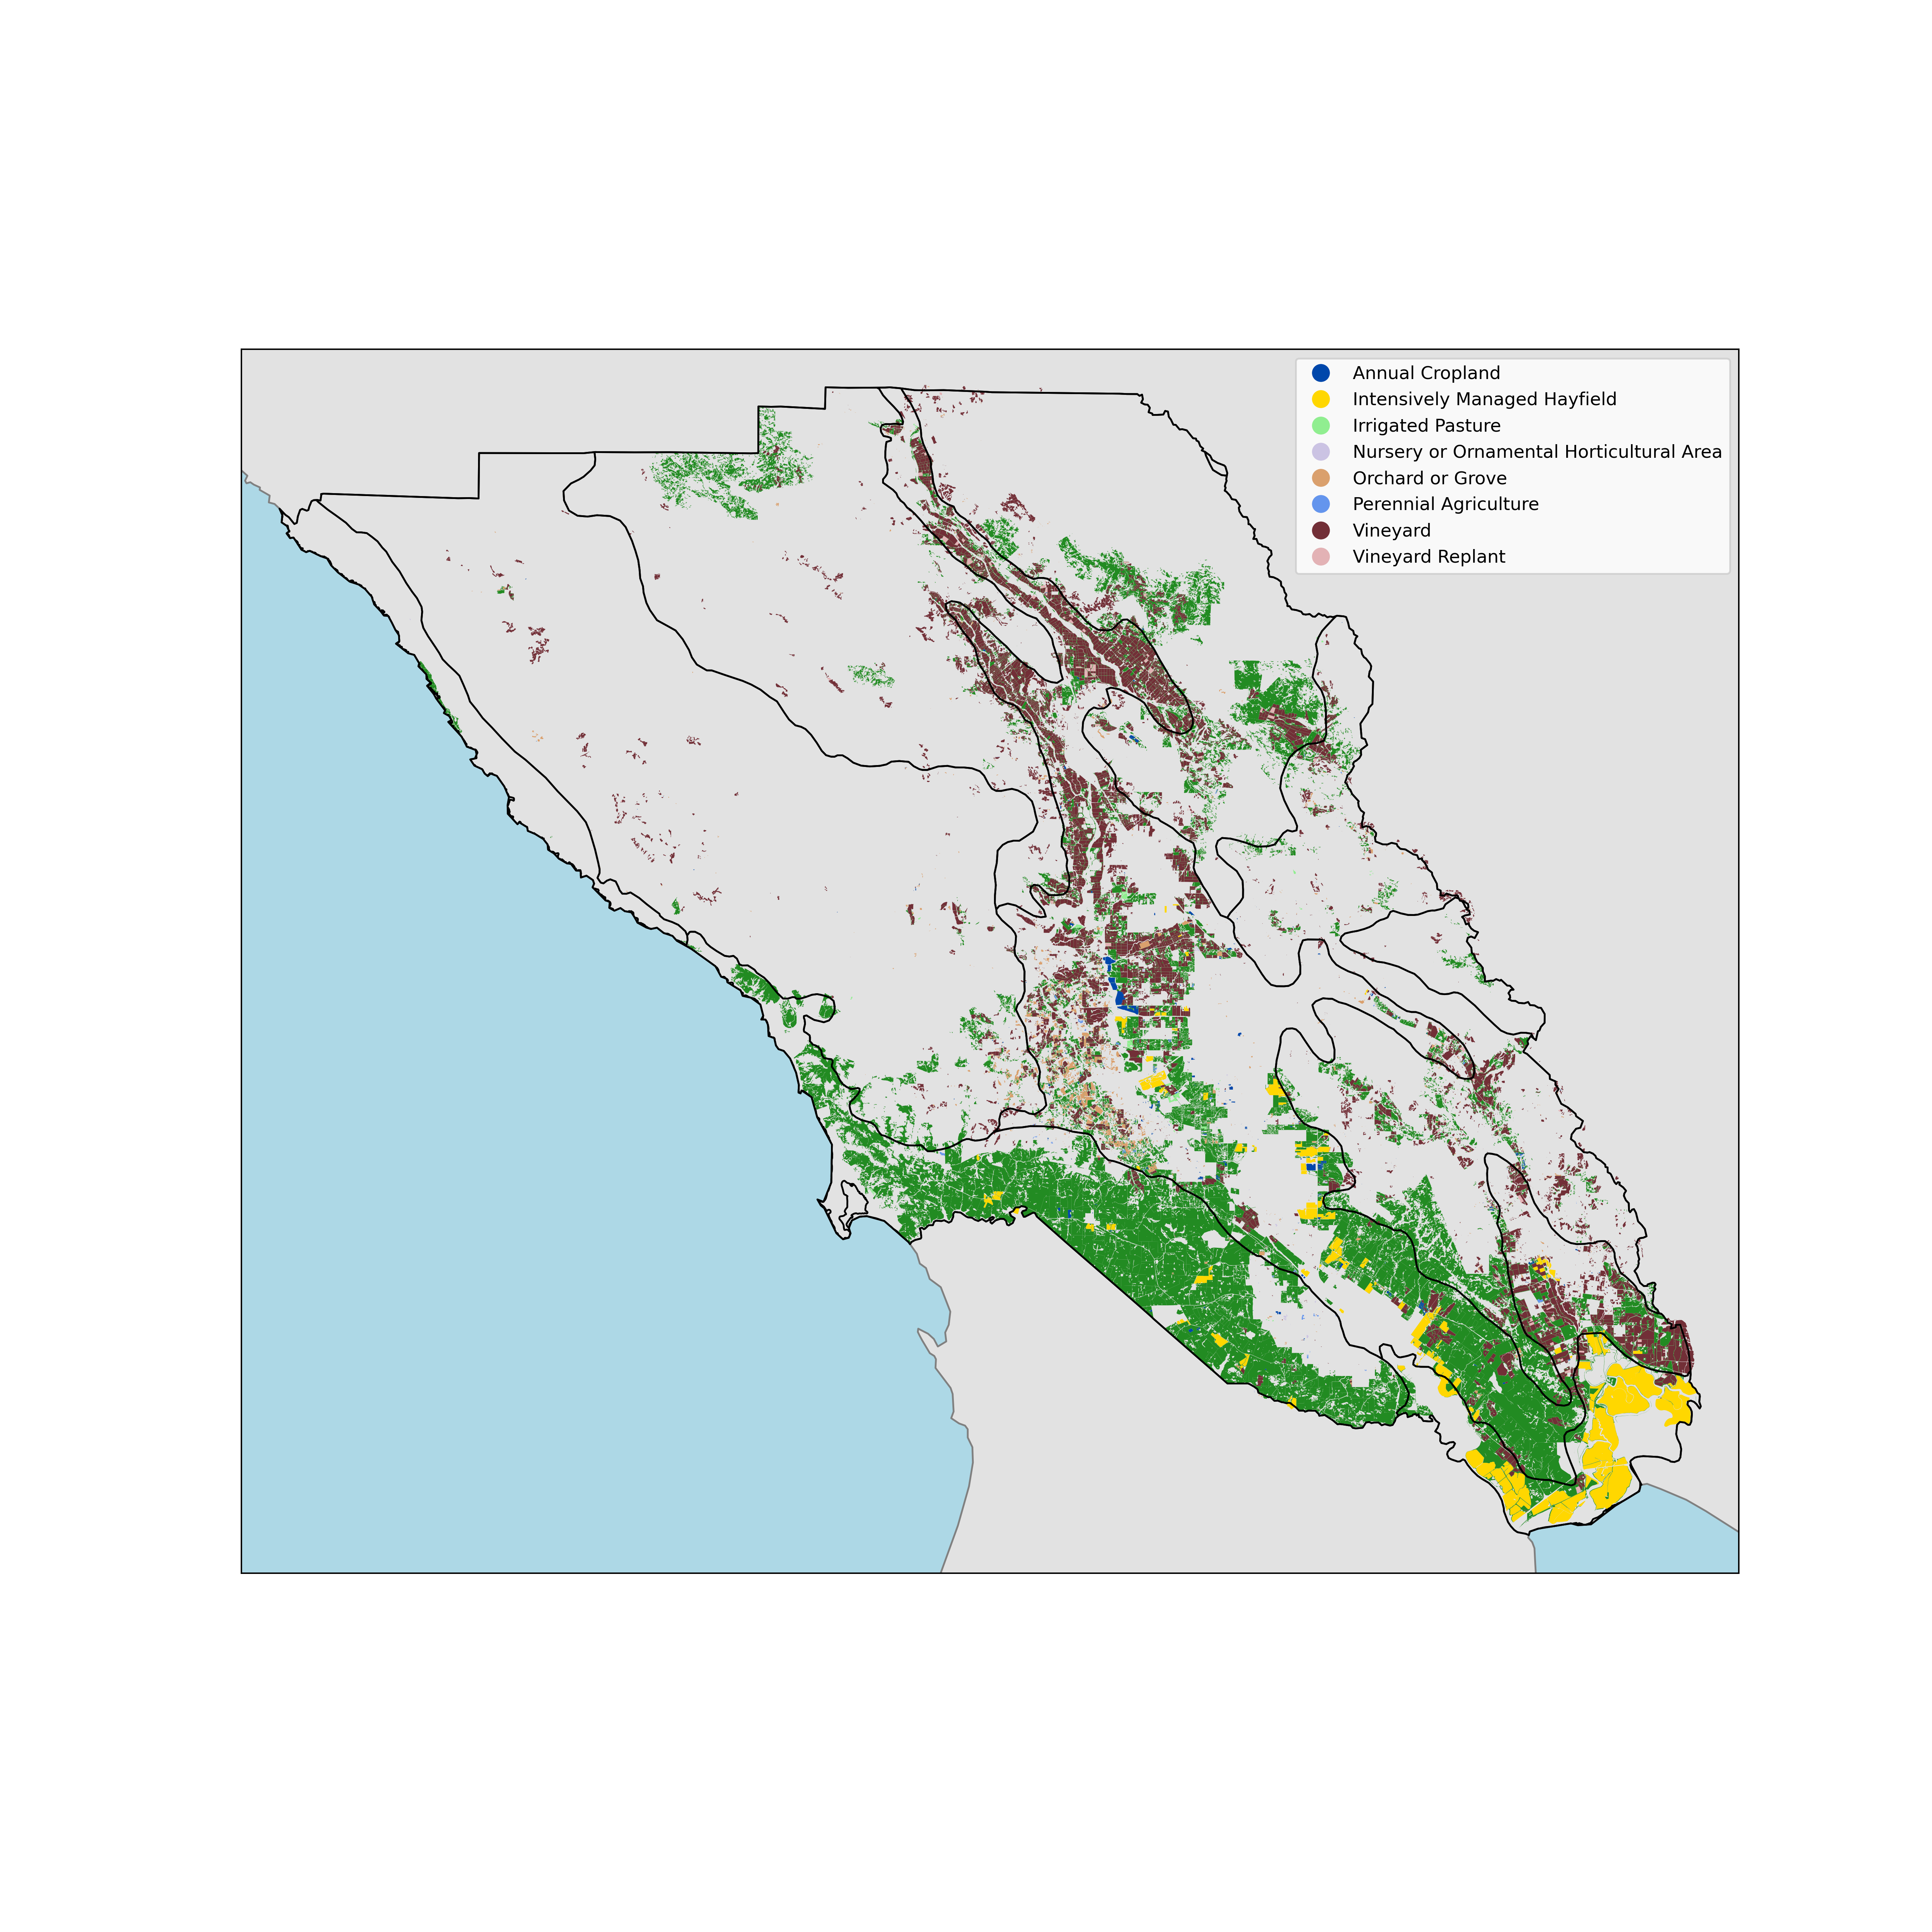 Annual Cropland
Intensively Managed Hayfield
Irrigated Pasture
Nursery or Ornamental Horticultural Area
Orchard or Grove
Perennial Agriculture
Vineyard
Vineyard Replant